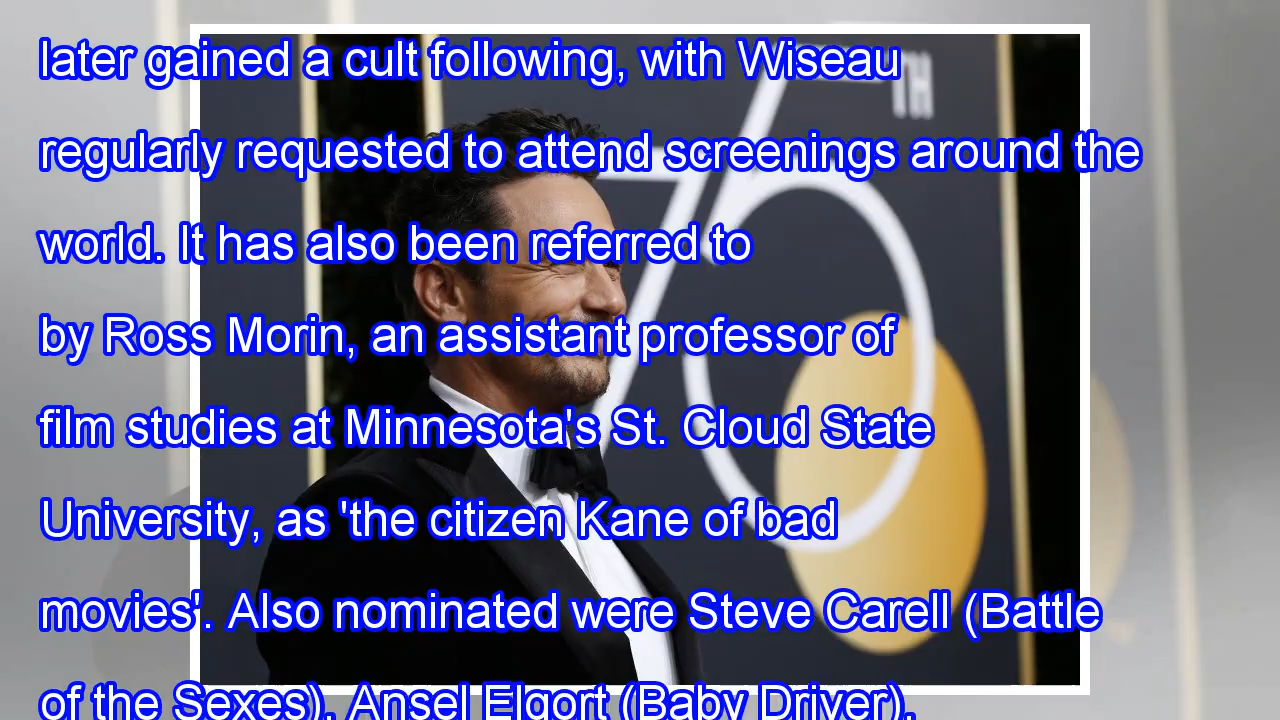 later gained a cult following, with Wiseau
regularly requested to attend screenings around the
world. It has also been referred to
by Ross Morin, an assistant professor of
film studies at Minnesota's St. Cloud State
University, as 'the citizen Kane of bad
movies'. Also nominated were Steve Carell (Battle
of the Sexes), Ansel Elgort (Baby Driver),
75TH